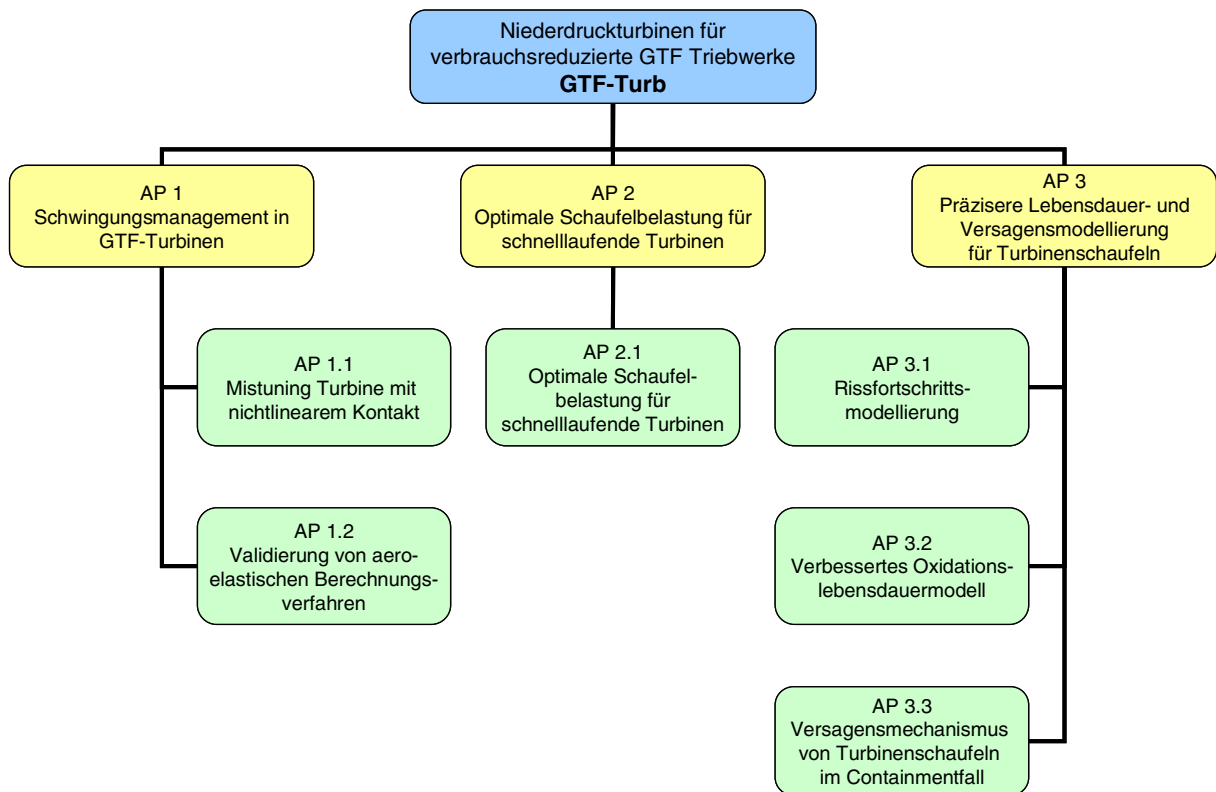 Niederdruckturbinen für
verbrauchsreduzierte GTF Triebwerke
GTF-Turb
AP 1
Schwingungsmanagement in
GTF-Turbinen
AP 2
Optimale Schaufelbelastung für
schnelllaufende Turbinen
AP 3
Präzisere Lebensdauer- und
Versagensmodellierung
für Turbinenschaufeln
AP 1.1
Mistuning Turbine mit
nichtlinearem Kontakt
AP 2.1
Optimale Schaufel-
belastung für
schnelllaufende Turbinen
AP 3.1
Rissfortschritts-
modellierung
AP 1.2
Validierung von aero-
elastischen Berechnungs-
verfahren
AP 3.2
Verbessertes Oxidations-
lebensdauermodell
AP 3.3
Versagensmechanismus
von Turbinenschaufeln
im Containmentfall